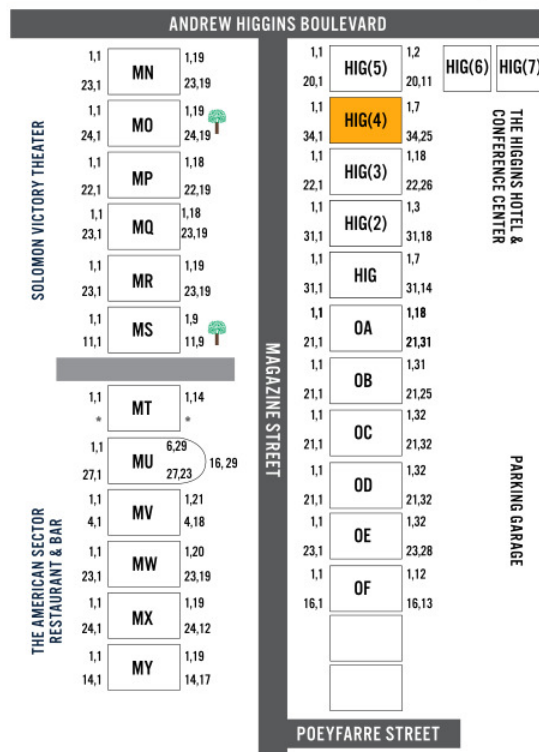 ANDREW HIGGINS BOULEVARD
1,1 MN 1,19
23,1 23,19
1,1 MO 1,19
24,1 24,19
1,1 MP 1,18
22,1 22,19
1,1 MQ 1,18
23,1 23,19
1,1 MR 1,19
23,1 23,19
1,1 MS 1,9
11,1 11,9
SOLOMON VICTORY THEATER
1,1 MT 1,14
* *
1,1 MU 6,29
27,1 27,23 16,29
1,1 MV 1,21
4,1 4,18
1,1 MW 1,20
23,1 23,19
1,1 MX 1,19
24,1 24,12
1,1 MY 1,19
14,1 14,17
THE AMERICAN SECTOR
RESTAURANT & BAR
MAGAZINE STREET
1,1 HIG(5) 1,2 HIG(6) HIG(7)
20,1 20,11
1,1 HIG(4) 1,7
34,1 34,25
1,1 HIG(3) 1,18
22,1 22,26
1,1 HIG(2) 1,3
31,1 31,18
1,1 HIG 1,7
31,1 31,14
1,1 OA 1,18
21,1 21,31
1,1 OB 1,31
21,1 21,25
1,1 OC 1,32
21,1 21,32
1,1 OD 1,32
21,1 21,32
1,1 OE 1,32
23,1 23,28
1,1 OF 1,12
16,1 16,13
THE HIGGINS HOTEL &
CONFERENCE CENTER
PARKING GARAGE
POEYFARRE STREET